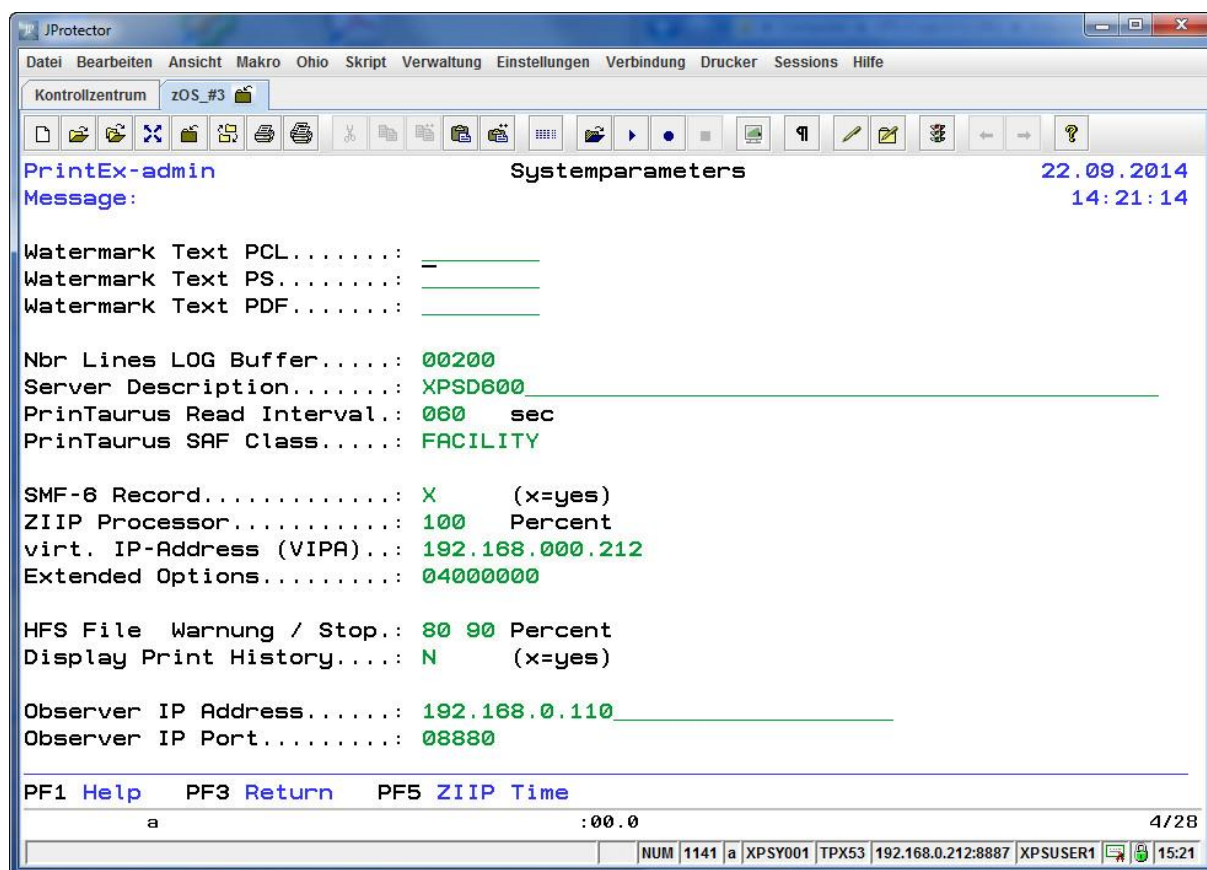 JProtector
Datei Bearbeiten Ansicht Makro Ohio Skript Verwaltung Einstellungen Verbindung Drucker Sessions Hilfe
Kontrollzentrum zOS_#3
PrintEx-admin Systemparameters 22.09.2014
Message: 14:21:14
Watermark Text PCL.......: ________
Watermark Text PS........: ________
Watermark Text PDF.......: ________
Nbr Lines LOG Buffer.....: 00200
Server Description.......: XPSD600___________________________________________
PrinTaurus Read Interval.: 060 sec
PrinTaurus SAF Class.....: FACILITY
SMF-6 Record.............: X (x=yes)
ZIIP Processor...........: 100 Percent
virt. IP-Address (VIPA)..: 192.168.000.212
Extended Options.........: 04000000
HFS File  Warnung / Stop.: 80 90 Percent
Display Print History....: N (x=yes)
Observer IP Address......: 192.168.0.110___________________
Observer IP Port.........: 08880
PF1 Help PF3 Return PF5 ZIIP Time
a :00.0 4/28
NUM 1141 a XPSY001 TPX53 192.168.0.212:8887 XPSUSER1 15:21